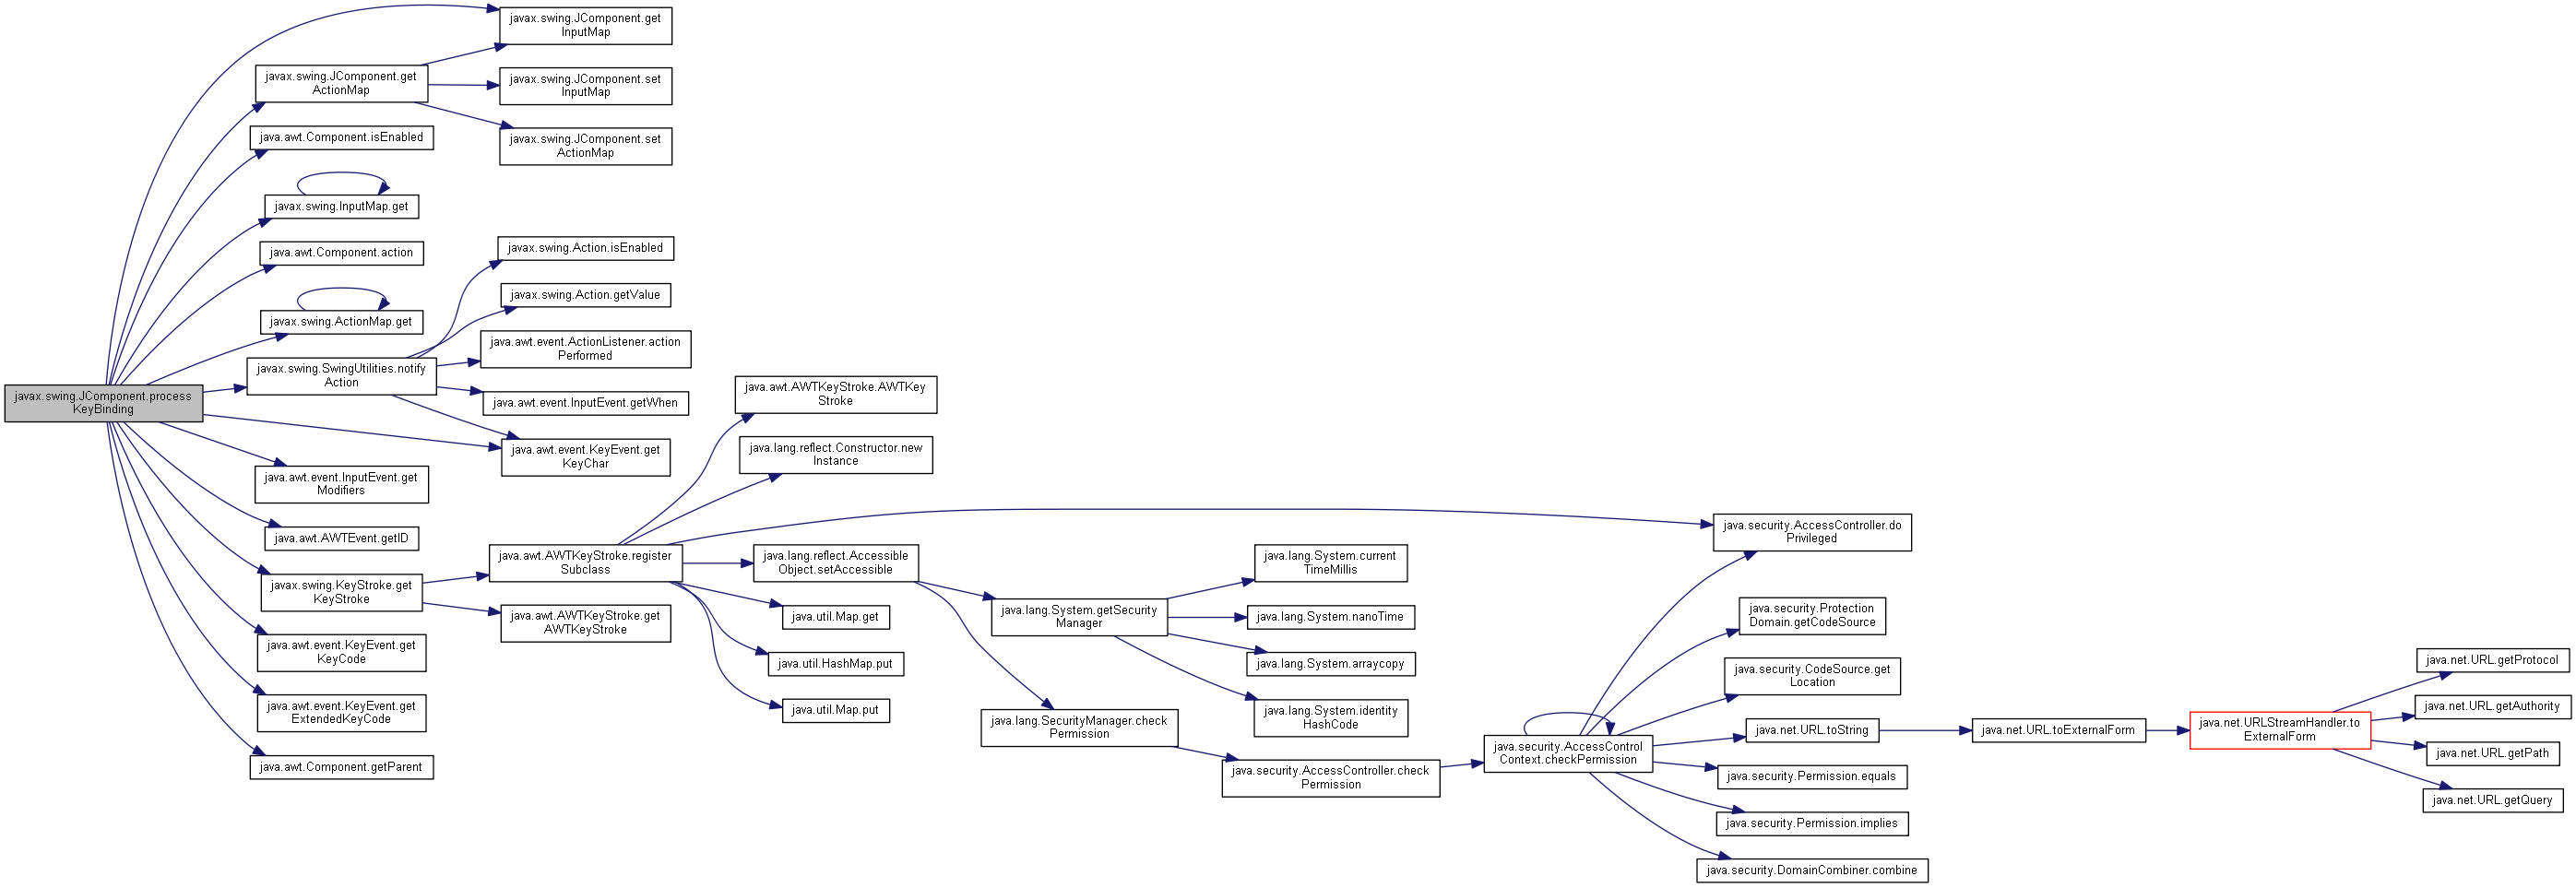 javax.swing.JComponent.process
KeyBinding
javax.swing.JComponent.get
InputMap
javax.swing.JComponent.get
ActionMap
javax.swing.JComponent.set
InputMap
javax.swing.JComponent.set
ActionMap
java.awt.Component.isEnabled
javax.swing.InputMap.get
java.awt.Component.action
javax.swing.ActionMap.get
javax.swing.SwingUtilities.notify
Action
javax.swing.Action.isEnabled
javax.swing.Action.getValue
java.awt.event.ActionListener.action
Performed
java.awt.event.InputEvent.getWhen
java.awt.event.KeyEvent.get
KeyChar
java.awt.event.InputEvent.get
Modifiers
java.awt.AWTEvent.getID
javax.swing.KeyStroke.get
KeyStroke
java.awt.event.KeyEvent.get
KeyCode
java.awt.event.KeyEvent.get
ExtendedKeyCode
java.awt.Component.getParent
java.awt.AWTKeyStroke.register
Subclass
java.awt.AWTKeyStroke.get
AWTKeyStroke
java.awt.AWTKeyStroke.AWTKey
Stroke
java.lang.reflect.Constructor.new
Instance
java.lang.reflect.Accessible
Object.setAccessible
java.util.Map.get
java.util.HashMap.put
java.util.Map.put
java.lang.System.getSecurity
Manager
java.lang.SecurityManager.check
Permission
java.lang.System.current
TimeMillis
java.lang.System.nanoTime
java.lang.System.arraycopy
java.lang.System.identity
HashCode
java.security.AccessController.check
Permission
java.security.AccessControl
Context.checkPermission
java.security.AccessController.do
Privileged
java.security.Protection
Domain.getCodeSource
java.security.CodeSource.get
Location
java.net.URL.toString
java.security.Permission.equals
java.security.Permission.implies
java.security.DomainCombiner.combine
java.net.URL.toExternalForm
java.net.URLStreamHandler.to
ExternalForm
java.net.URL.getProtocol
java.net.URL.getAuthority
java.net.URL.getPath
java.net.URL.getQuery